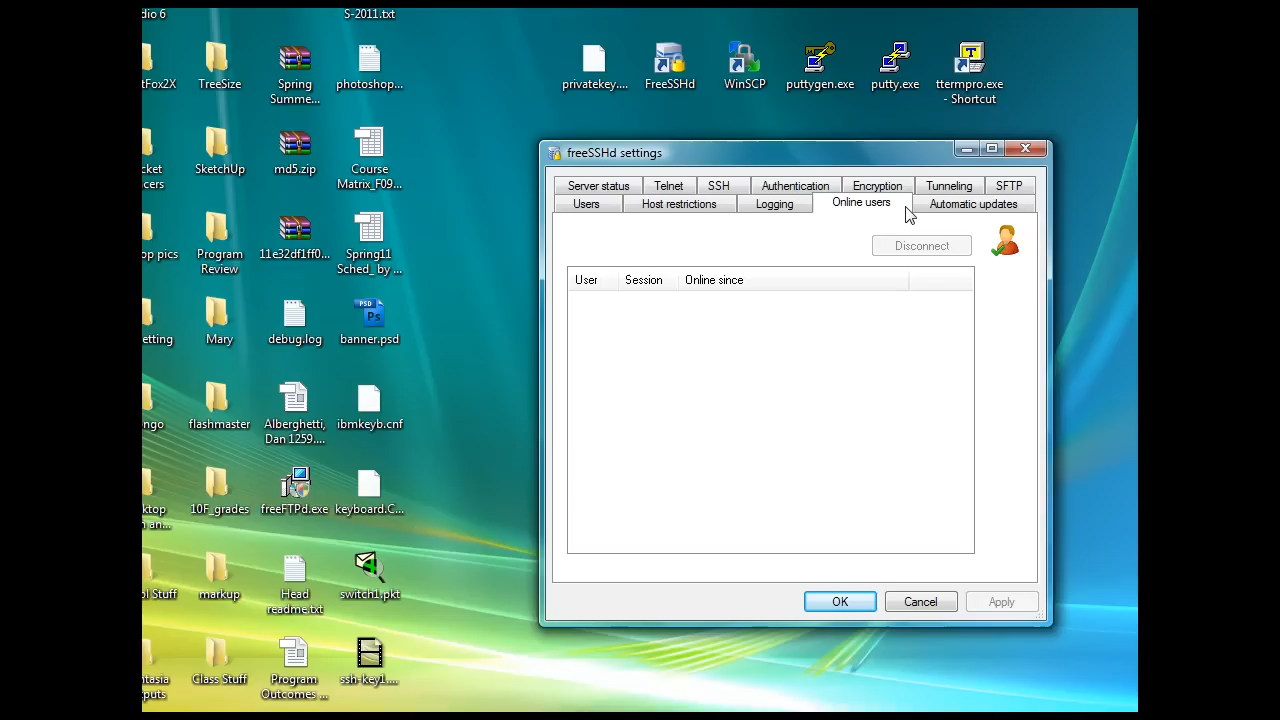 dio 6
S-2011.txt
tFox2X
TreeSize
Spring
Summe...
photoshop...
privatekey....
FreeSSHd
WinSCP
puttygen.exe
putty.exe
ttermpro.exe
- Shortcut
cket
cers
SketchUp
md5.zip
Course
Matrix_F09...
op pics
Program
Review
11e32df1ff0...
Spring11
Sched_ by ...
etting
Mary
debug.log
PSD
Ps
banner.psd
ngo
flashmaster
Alberghetti,
Dan 1259....
ibmkeyb.cnf
ktop
n an...
10F_grades
freeFTPd.exe
keyboard.C...
ol Stuff
markup
Head
readme.txt
switch1.pkt
ntasia
puts
Class Stuff
Program
Outcomes ...
ssh-key1....
freeSSHd settings
Server status
Telnet
SSH
Authentication
Encryption
Tunneling
SFTP
Users
Host restrictions
Logging
Online users
Automatic updates
Disconnect
User
Session
Online since
OK
Cancel
Apply